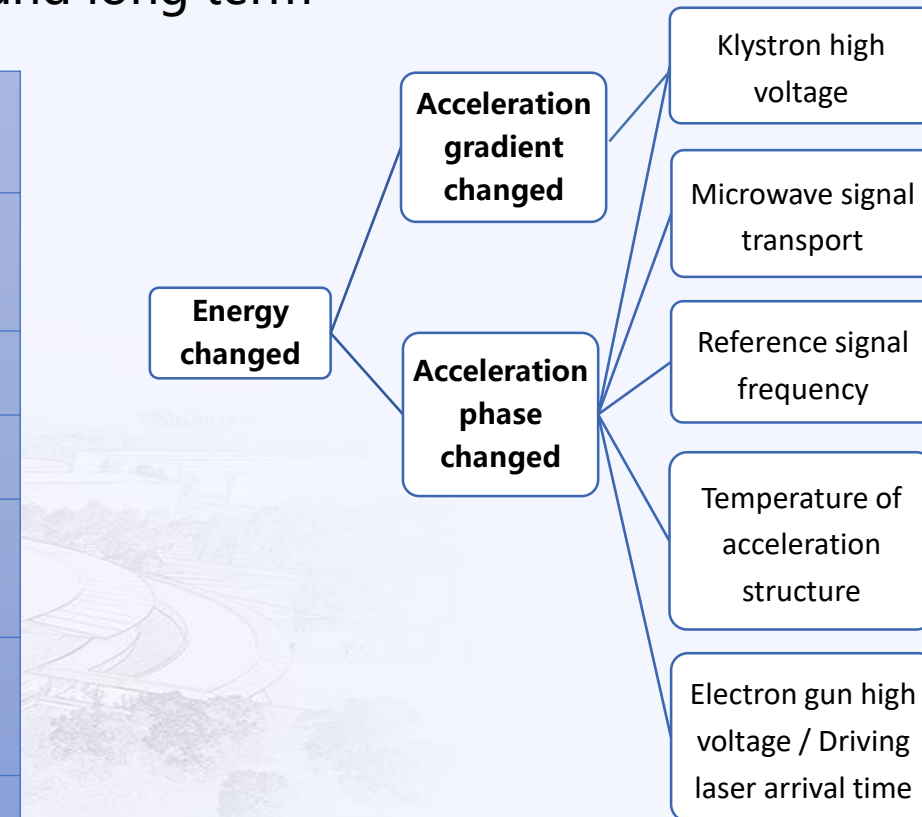 and long-term
Klystron high
voltage
Acceleration
gradient
changed
Microwave signal
transport
Energy
changed
Reference signal
frequency
Acceleration
phase
changed
Temperature of
acceleration
structure
Electron gun high
voltage / Driving
laser arrival time